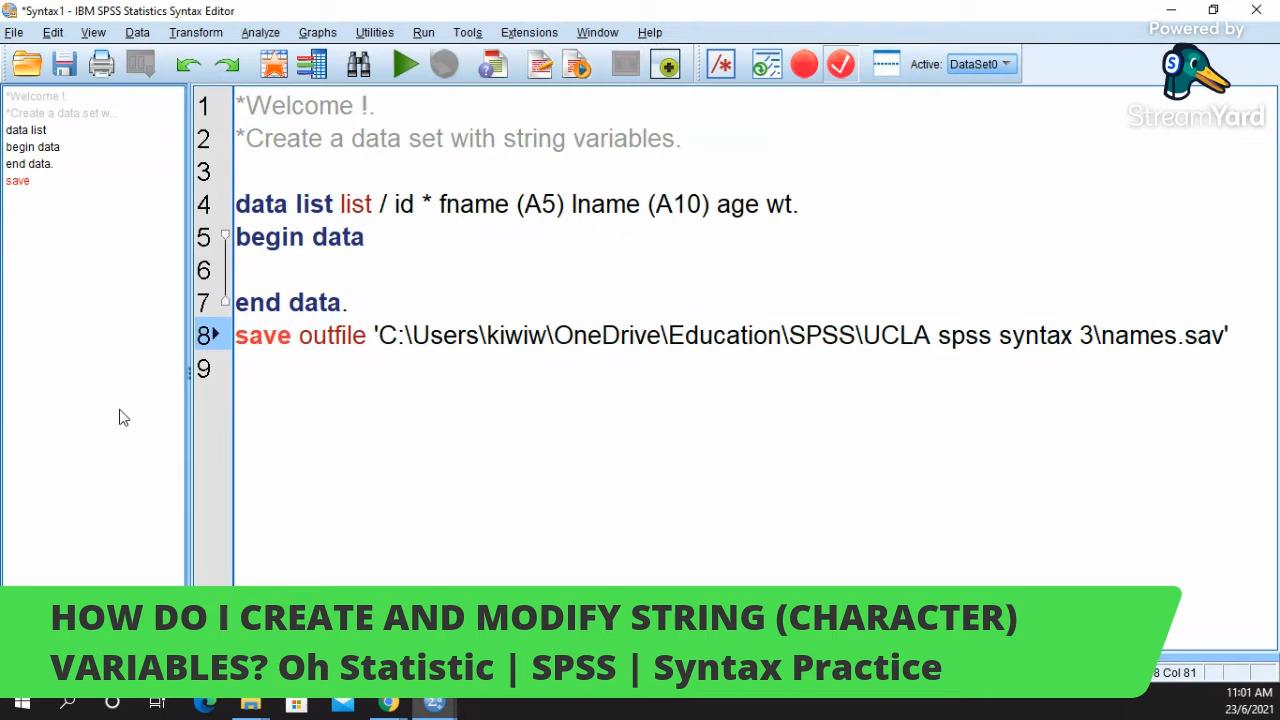 *Syntax1 - IBM SPSS Statistics Syntax Editor
File Edit View Data Transform Analyze Graphs Utilities Run Tools Extensions Window Help
Powered by
StreamYard
Active: DataSet0
*Welcome !.
*Create a data set w...
data list
begin data
end data.
save
1 *Welcome !.
2 *Create a data set with string variables.
3
4 data list list / id * fname (A5) lname (A10) age wt.
5 begin data
6
7 end data.
8 save outfile 'C:\Users\kiwiw\OneDrive\Education\SPSS\UCLA spss syntax 3\names.sav'
9
HOW DO I CREATE AND MODIFY STRING (CHARACTER)
VARIABLES? Oh Statistic | SPSS | Syntax Practice
8 Col 81
11:01 AM
23/6/2021